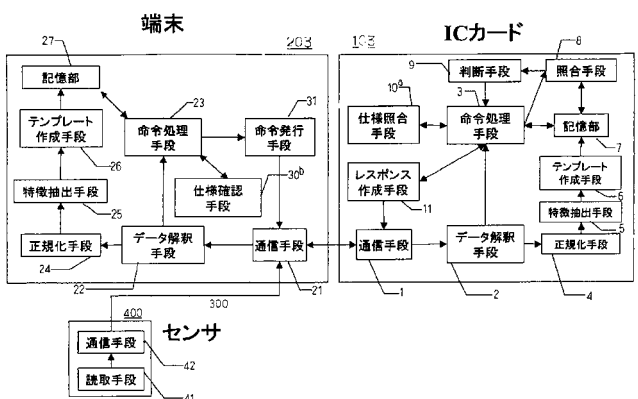 端末
203
27
記憶部
テンプレート
作成手段
26
特徴抽出手段
25
正規化手段
24
23
命令処理
手段
31
命令発行
手段
仕様確認
手段
30b
データ解釈
手段
22
通信手段
21
300
400
センサ
通信手段
42
読取手段
41
ICカード
103
9
判断手段
8
照合手段
10a
仕様照合
手段
3
命令処理
手段
記憶部
7
レスポンス
作成手段
11
テンプレート
作成手段
6
特徴抽出手段
5
通信手段
1
データ解釈
手段
2
正規化手段
4